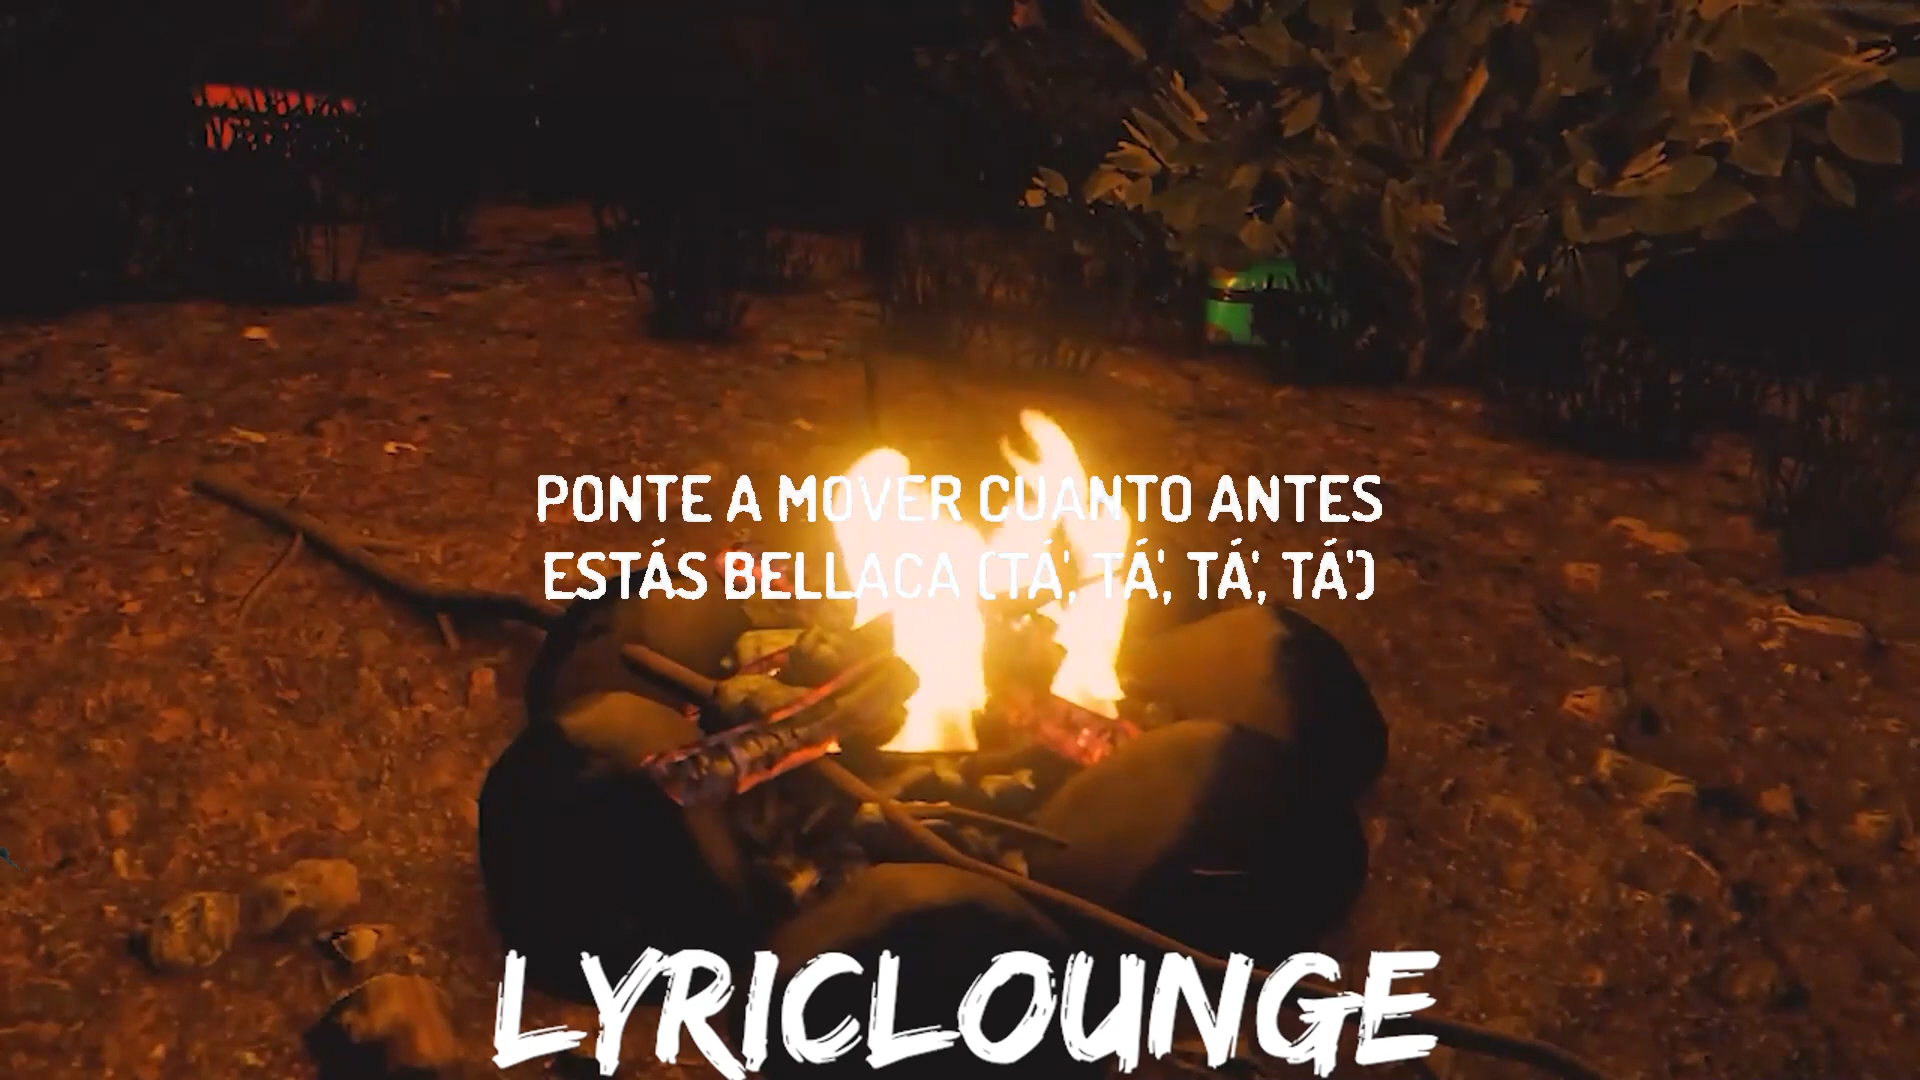 PONTE A MOVER CUANTO ANTES
ESTÁS BELLACA (TÁ', TÁ', TÁ', TÁ')
LYRICLOUNGE